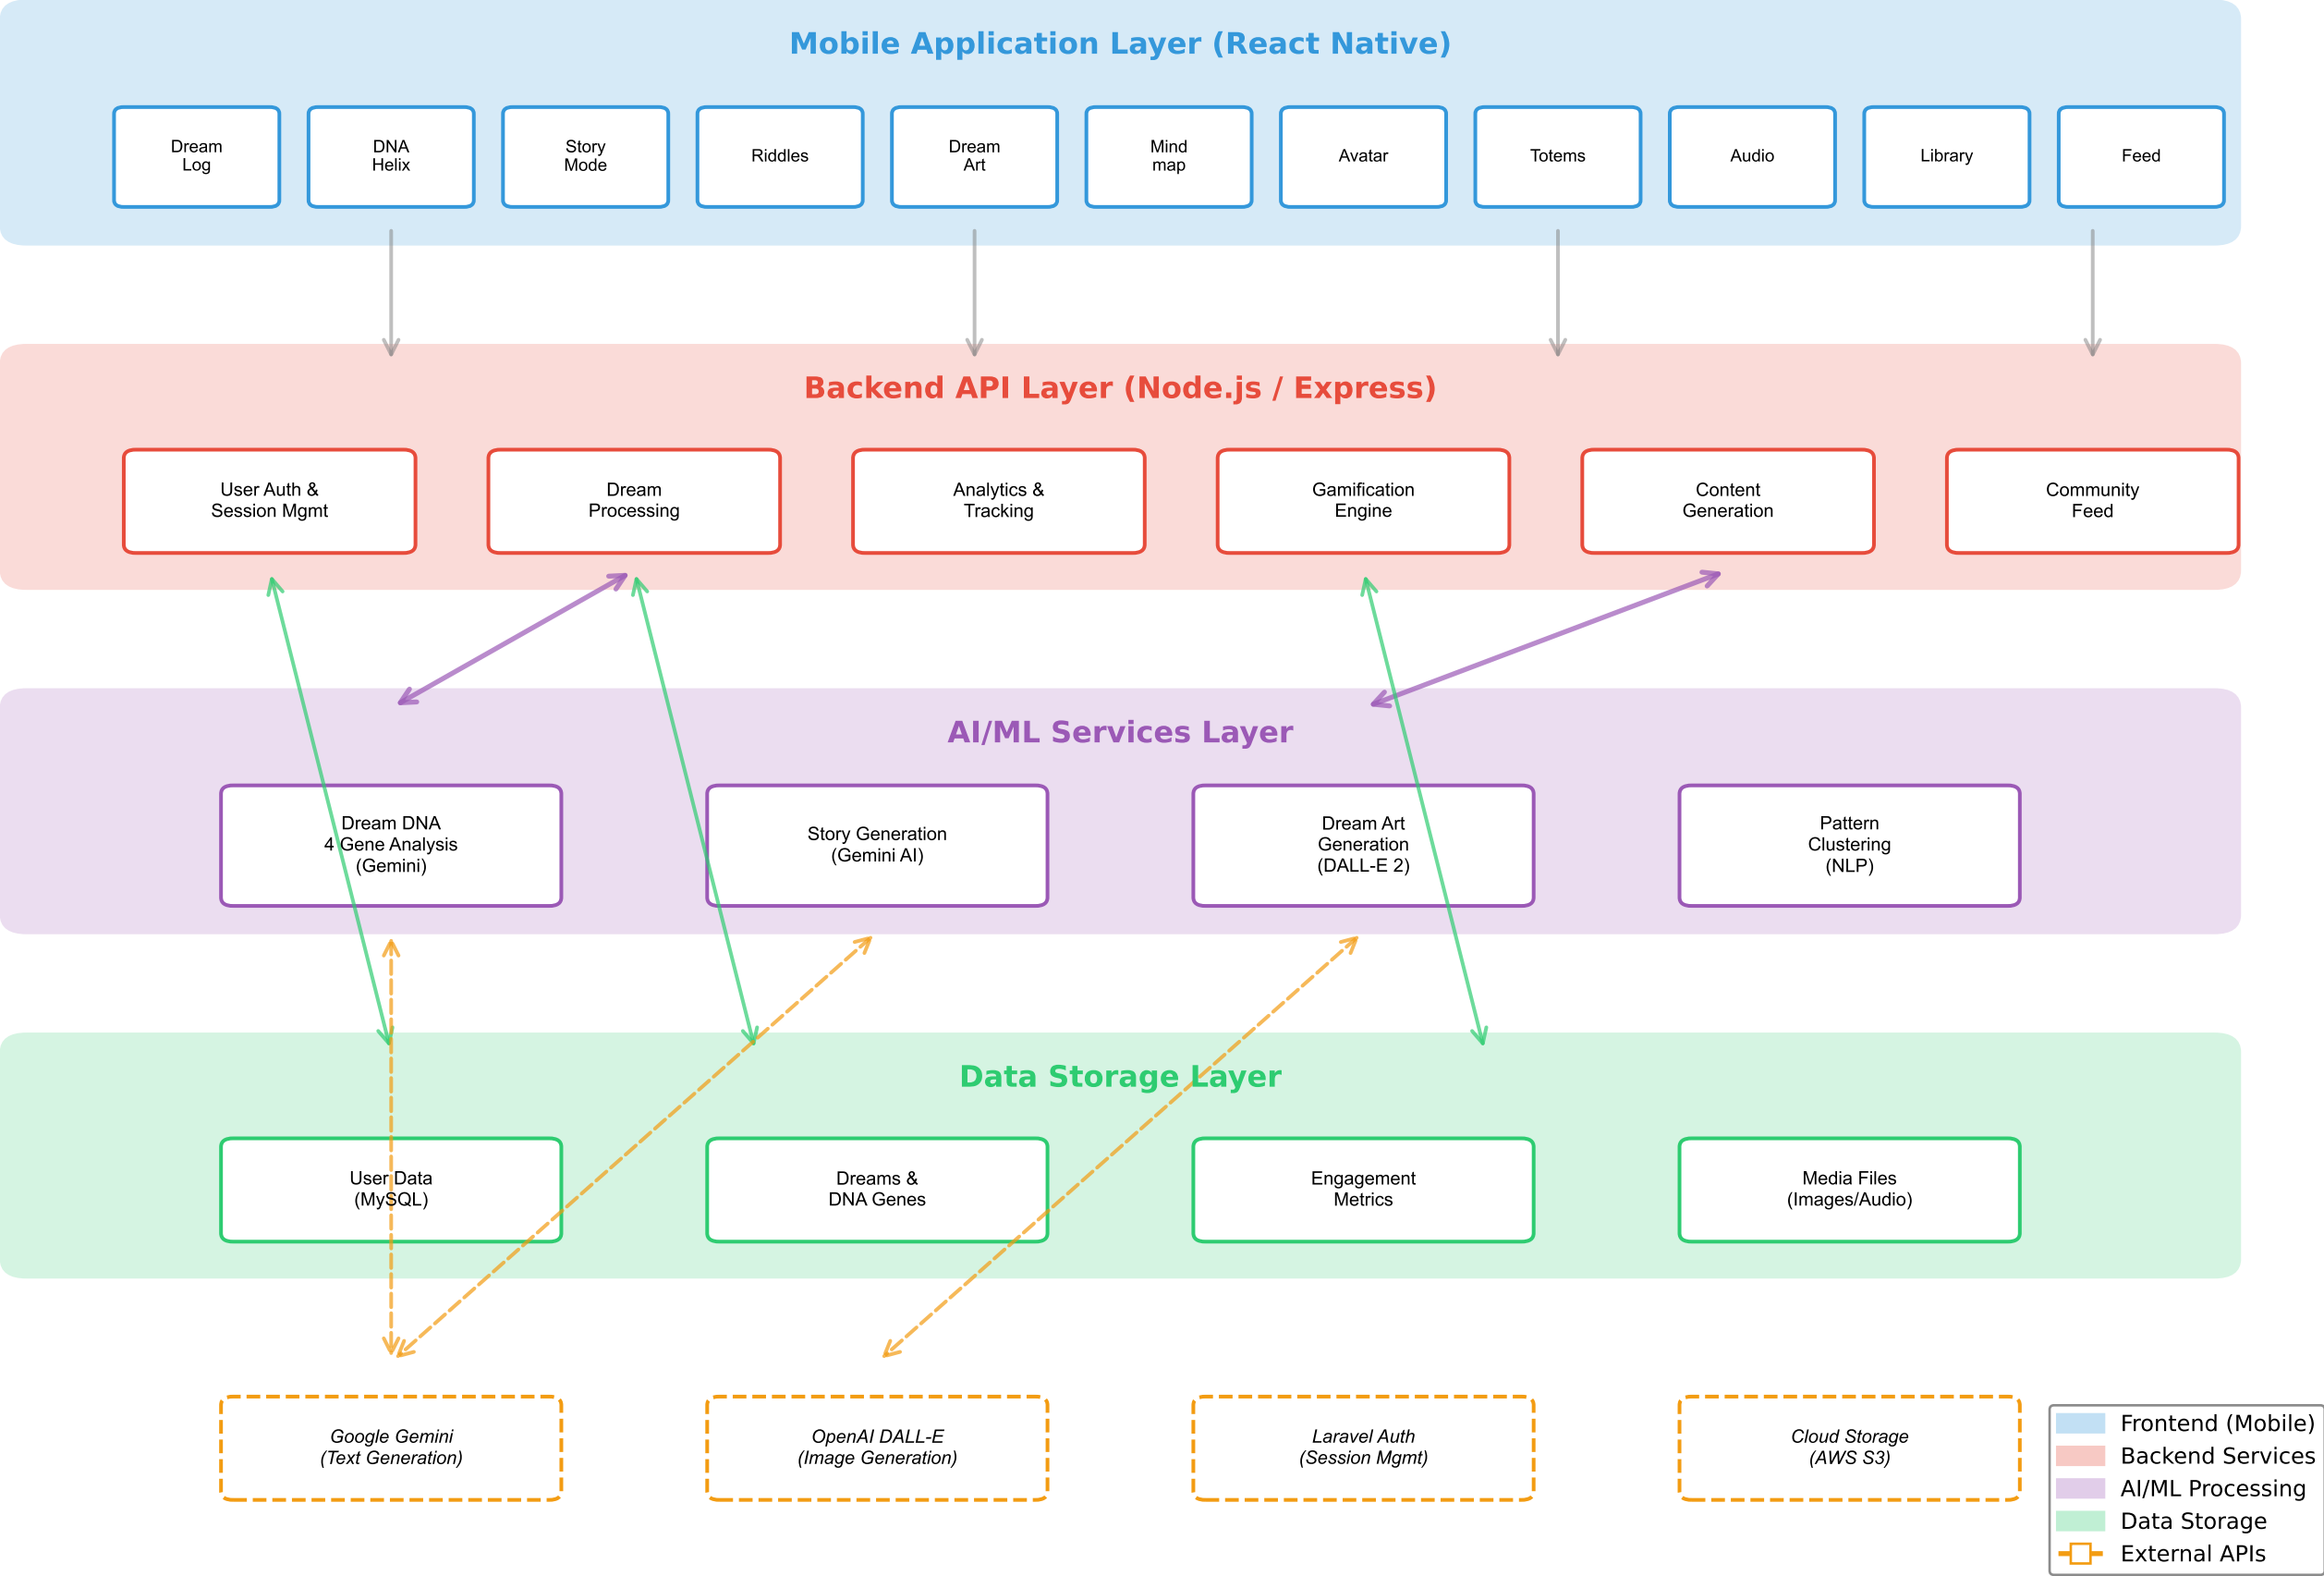 Mobile Application Layer (React Native)
Dream
Log
DNA
Helix
Story
Mode
Riddles
Dream
Art
Mind
map
Avatar
Totems
Audio
Library
Feed
Backend API Layer (Node.js / Express)
User Auth &
Session Mgmt
Dream
Processing
Analytics &
Tracking
Gamification
Engine
Content
Generation
Community
Feed
AI/ML Services Layer
Dream DNA
4 Gene Analysis
(Gemini)
Story Generation
(Gemini AI)
Dream Art
Generation
(DALL-E 2)
Pattern
Clustering
(NLP)
Data Storage Layer
User Data
(MySQL)
Dreams &
DNA Genes
Engagement
Metrics
Media Files
(Images/Audio)
Google Gemini
(Text Generation)
OpenAI DALL-E
(Image Generation)
Laravel Auth
(Session Mgmt)
Cloud Storage
(AWS S3)
Frontend (Mobile)
Backend Services
AI/ML Processing
Data Storage
External APIs